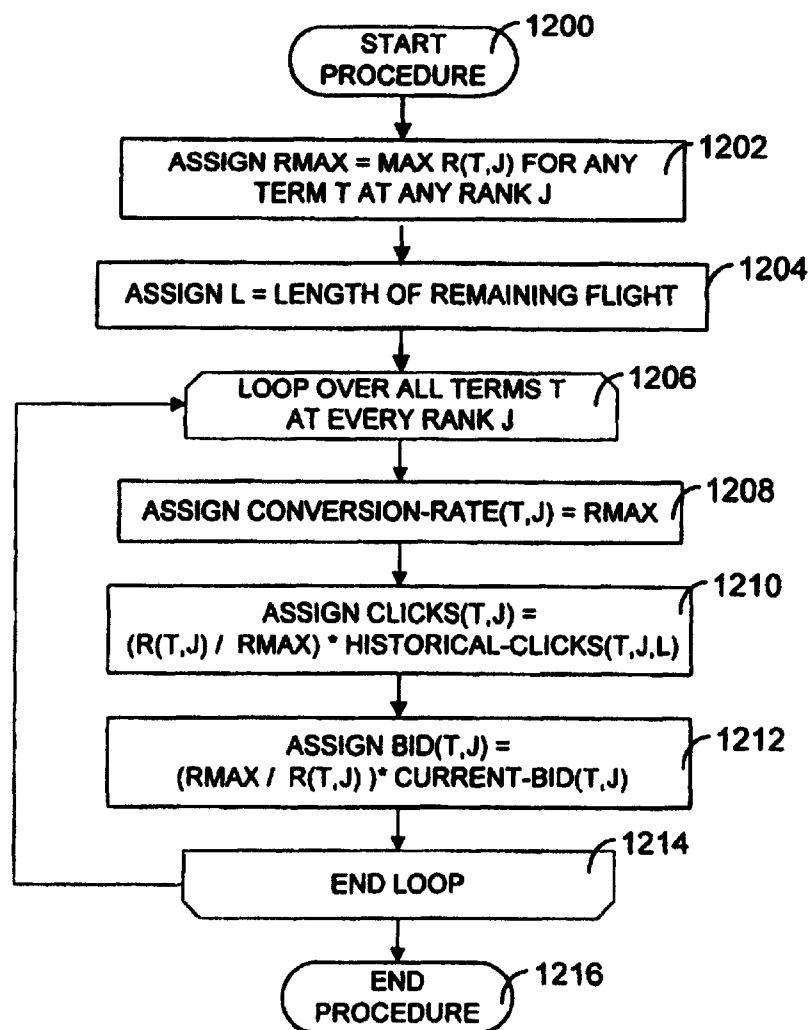 START
PROCEDURE
1200
ASSIGN RMAX = MAX R(T,J) FOR ANY
TERM T AT ANY RANK J
1202
ASSIGN L = LENGTH OF REMAINING FLIGHT
1204
LOOP OVER ALL TERMS T
AT EVERY RANK J
1206
ASSIGN CONVERSION-RATE(T,J) = RMAX
1208
ASSIGN CLICKS(T,J) =
(R(T,J) / RMAX) * HISTORICAL-CLICKS(T,J,L)
1210
ASSIGN BID(T,J) =
(RMAX / R(T,J) )* CURRENT-BID(T,J)
1212
END LOOP
1214
END
PROCEDURE
1216